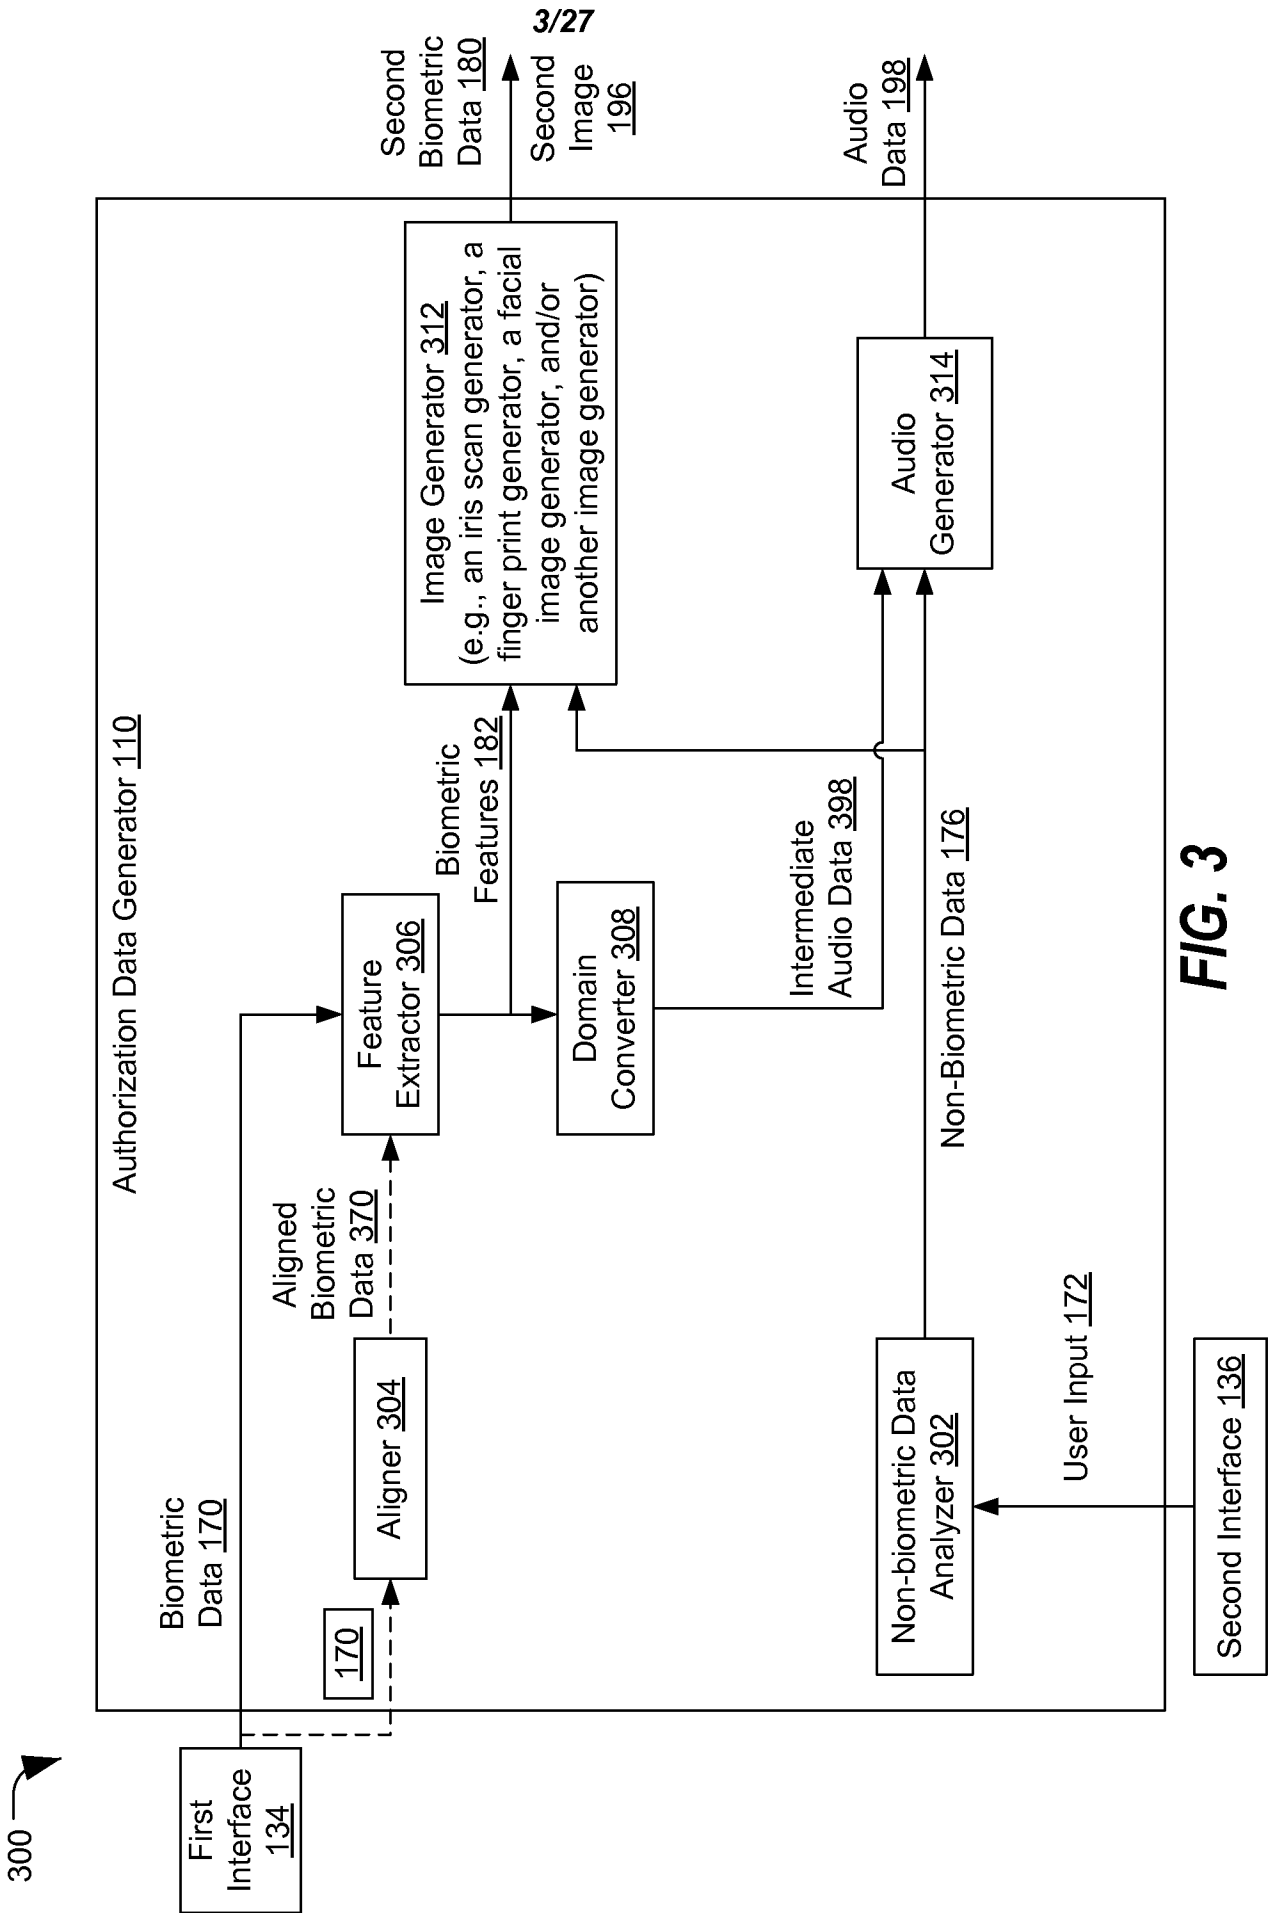 3/27
300
Authorization Data Generator 110
First
Interface
134
Biometric
Data 170
170
Aligner 304
Aligned
Biometric
Data 370
Feature
Extractor 306
Biometric
Features 182
Domain
Converter 308
Image Generator 312
(e.g., an iris scan generator, a
finger print generator, a facial
image generator, and/or
another image generator)
Second
Biometric
Data 180
Second
Image
196
Intermediate
Audio Data 398
Non-biometric Data
Analyzer 302
Non-Biometric Data 176
Audio
Generator 314
Audio
Data 198
User Input 172
Second Interface 136
FIG. 3